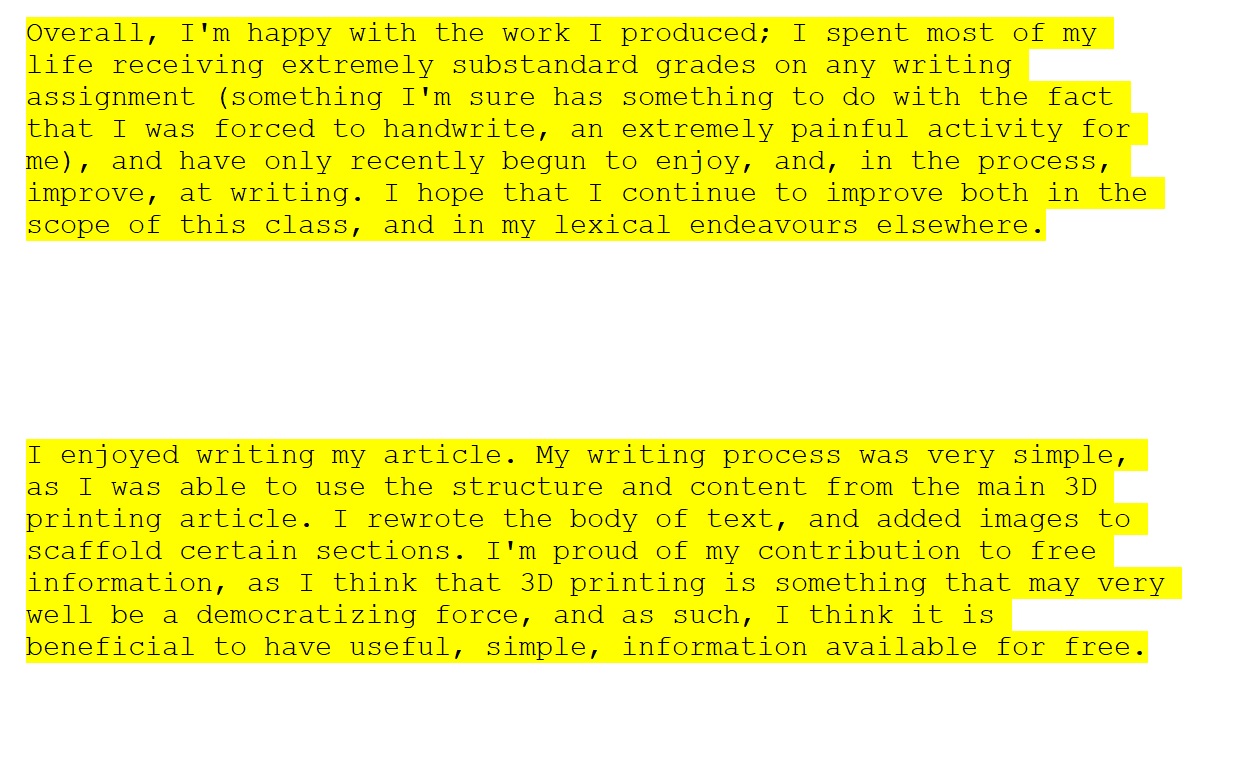 Overall, I'm happy with the work I produced; I spent most of my
life receiving extremely substandard grades on any writing
assignment (something I'm sure has something to do with the fact
that I was forced to handwrite, an extremely painful activity for
me), and have only recently begun to enjoy, and, in the process,
improve, at writing. I hope that I continue to improve both in the
scope of this class, and in my lexical endeavours elsewhere.
I enjoyed writing my article. My writing process was very simple,
as I was able to use the structure and content from the main 3D
printing article. I rewrote the body of text, and added images to
scaffold certain sections. I'm proud of my contribution to free
information, as I think that 3D printing is something that may very
well be a democratizing force, and as such, I think it is
beneficial to have useful, simple, information available for free.